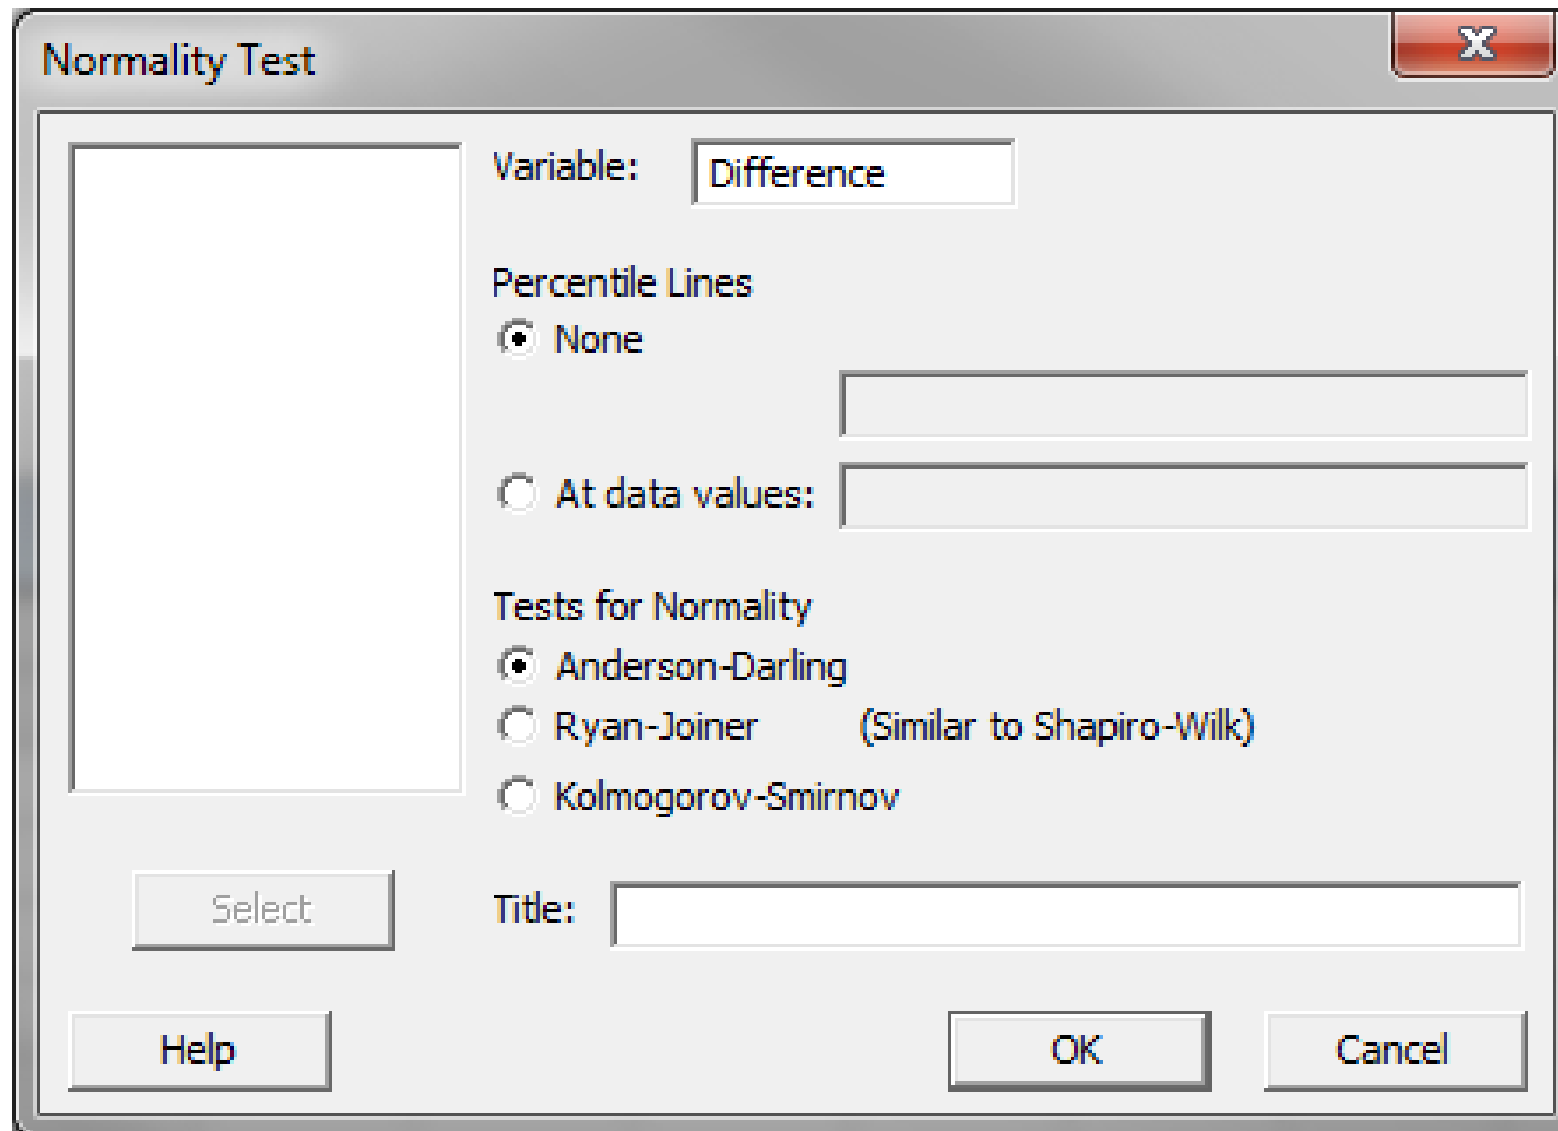 Normality Test
Variable: Difference
Percentile Lines
None
At data values:
Tests for Normality
Anderson-Darling
Ryan-Joiner (Similar to Shapiro-Wilk)
Kolmogorov-Smirnov
Select
Title:
Help OK Cancel